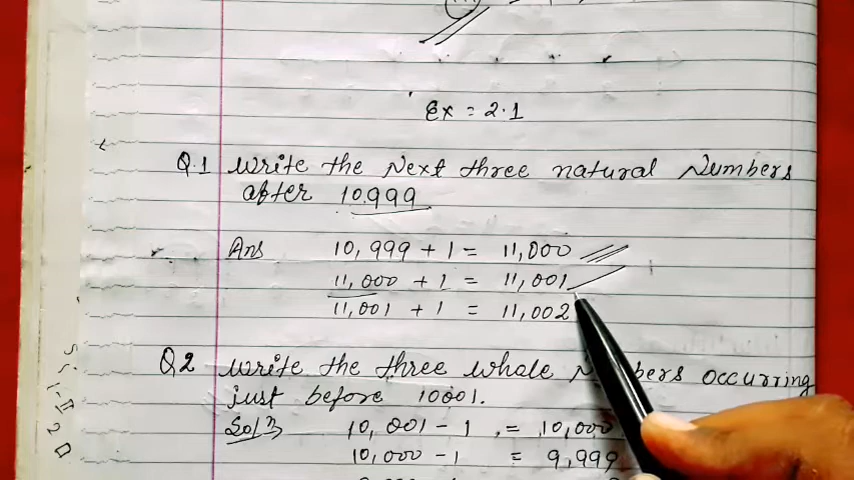 Ex = 2.1
Q.1 Write the Next three natural Numbers
after 10,999
Ans 10,999 + 1 = 11,000
11,000 + 1 = 11,001
11,001 + 1 = 11,002
Q2 Write the three whole occurring
just before 10001.
Sol 10,001 - 1 = 10,000
10,000 - 1 = 9,999